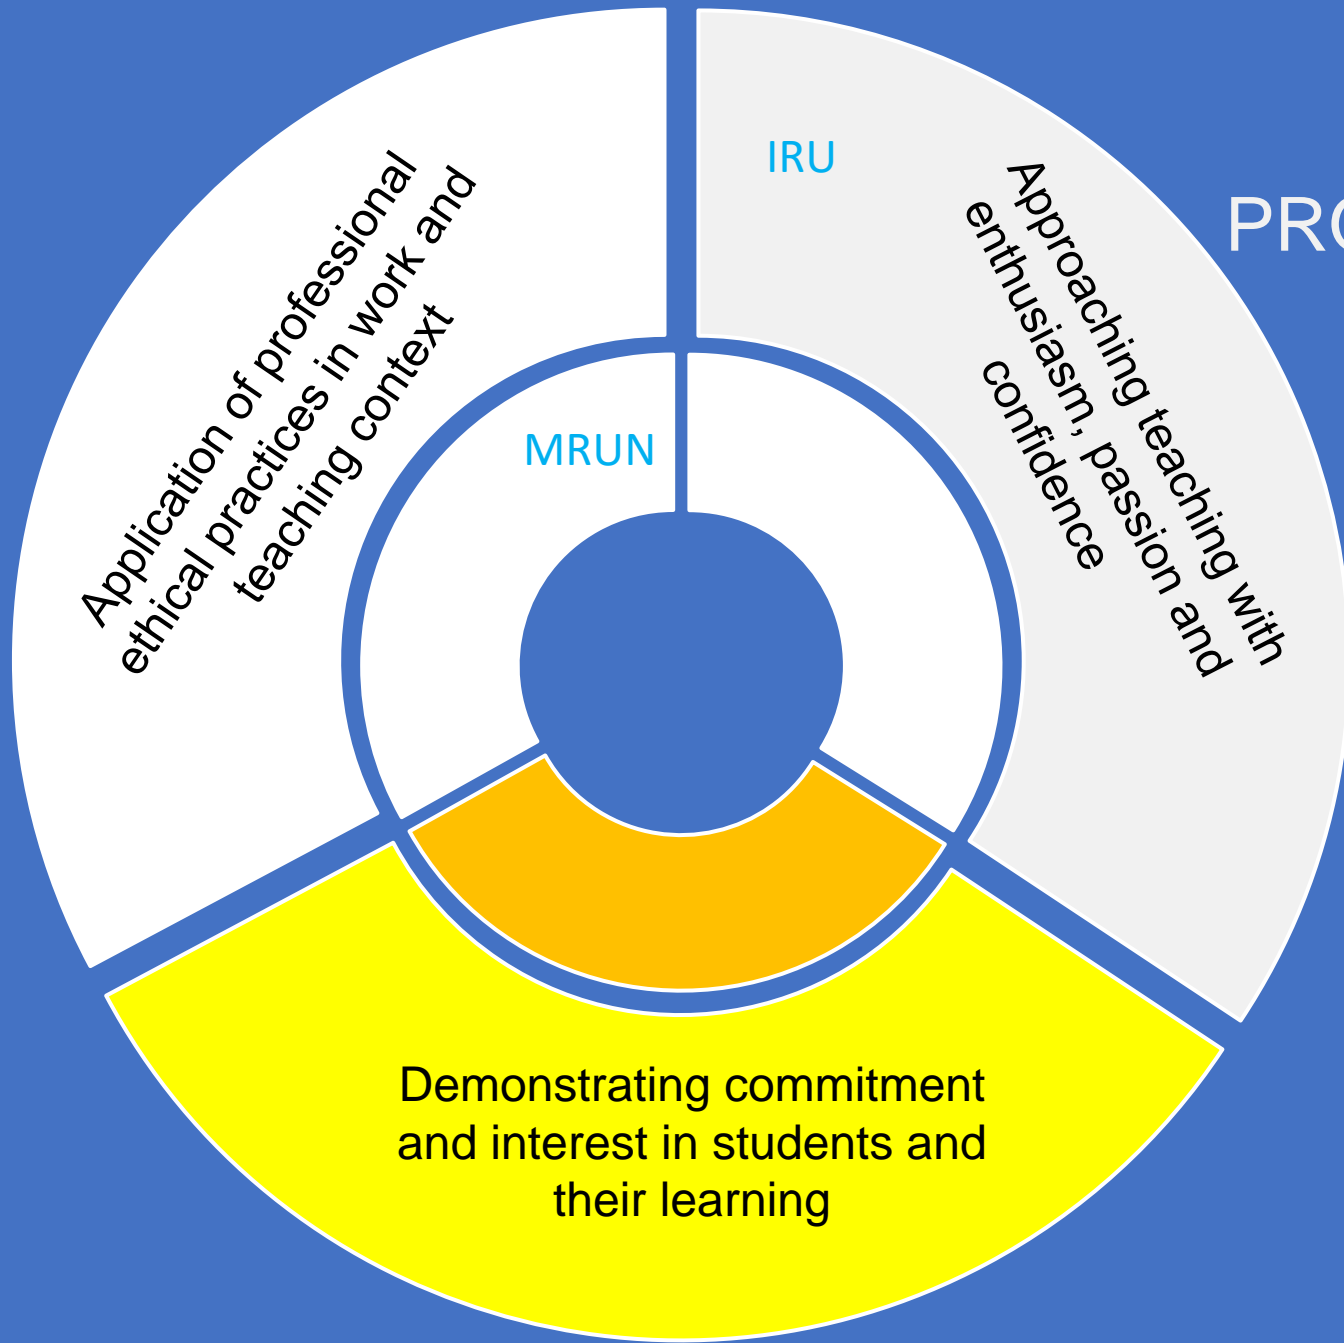 Application of professional
ethical practices in work and
teaching context
IRU
Approaching teaching with
enthusiasm, passion and
confidence
PRO
MRUN
Demonstrating commitment
and interest in students and
their learning